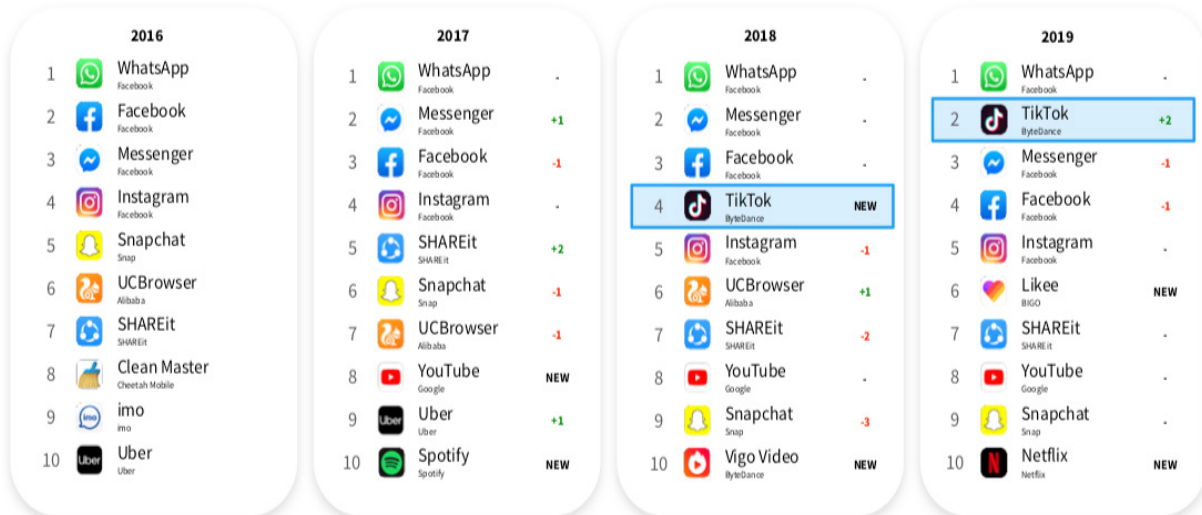 2016
1 WhatsApp
Facebook
2 Facebook
Facebook
3 Messenger
Facebook
4 Instagram
Facebook
5 Snapchat
Snap
6 UCBrowser
Alibaba
7 SHAREit
SHAREit
8 Clean Master
Cheetah Mobile
9 imo imo
imo
10 Uber Uber
Uber
2017
1 WhatsApp -
Facebook
2 Messenger +1
Facebook
3 Facebook -1
Facebook
4 Instagram -
Facebook
5 SHAREit +2
SHAREit
6 Snapchat -1
Snap
7 UCBrowser -1
Alibaba
8 YouTube NEW
Google
9 Uber Uber +1
Uber
10 Spotify NEW
Spotify
2018
1 WhatsApp -
Facebook
2 Messenger -
Facebook
3 Facebook -
Facebook
4 TikTok NEW
ByteDance
5 Instagram -1
Facebook
6 UCBrowser +1
Alibaba
7 SHAREit -2
SHAREit
8 YouTube -
Google
9 Snapchat -3
Snap
10 Vigo Video NEW
ByteDance
2019
1 WhatsApp -
Facebook
2 TikTok +2
ByteDance
3 Messenger -1
Facebook
4 Facebook -1
Facebook
5 Instagram -
Facebook
6 Likee NEW
BIGO
7 SHAREit -
SHAREit
8 YouTube -
Google
9 Snapchat -
Snap
10 Netflix NEW
Netflix